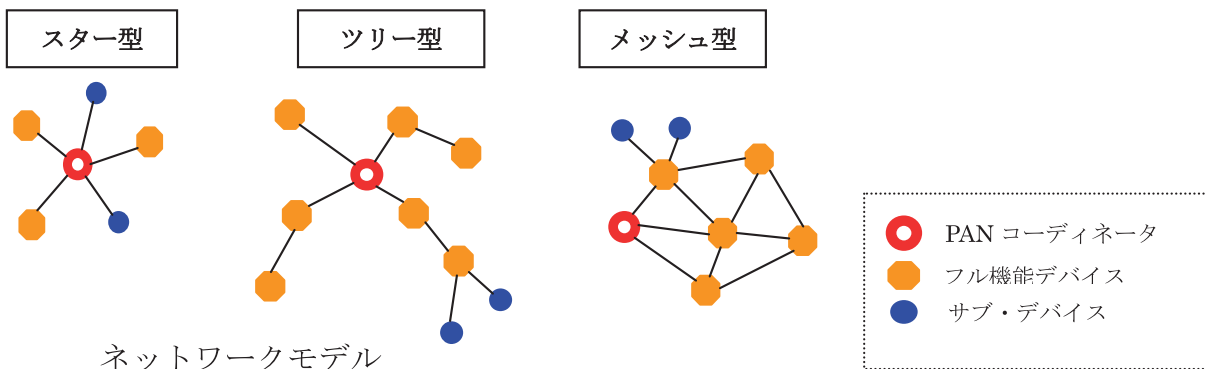 スター型
ツリー型
メッシュ型
PAN コーディネータ
フル機能デバイス
サブ・デバイス
ネットワークモデル